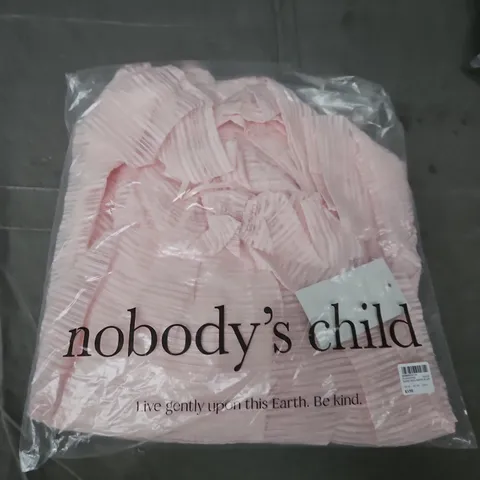 nobody's child
Live gently upon this Earth. Be kind.